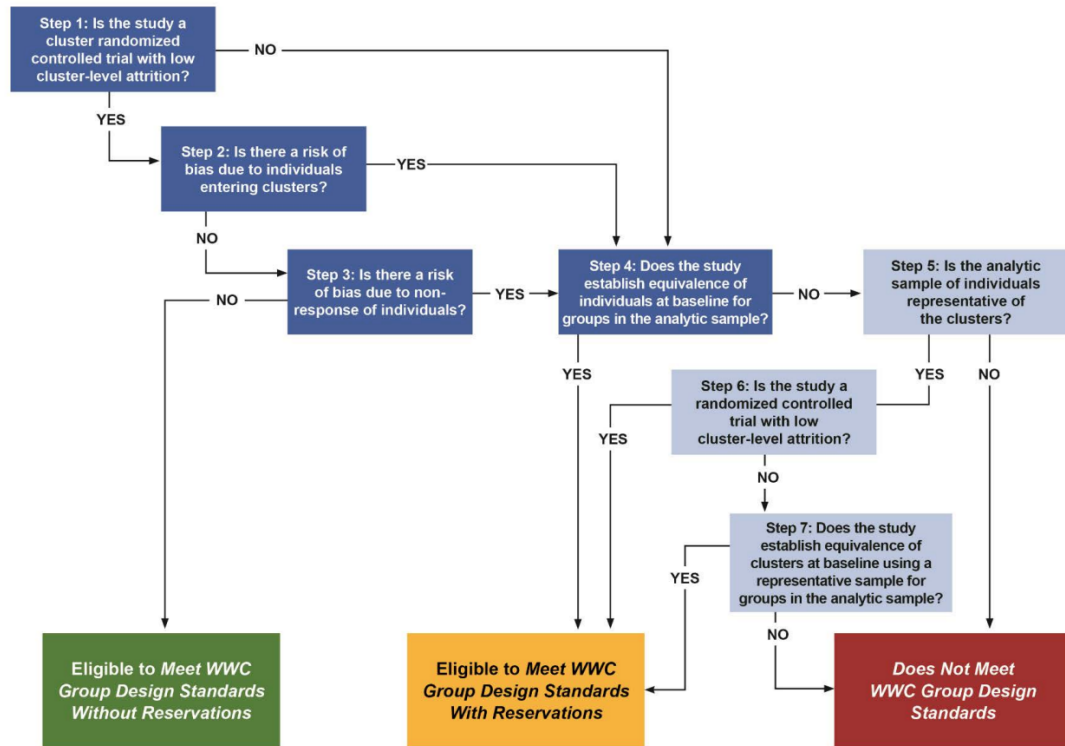 Step 1: Is the study a
cluster randomized
controlled trial with low
cluster-level attrition?
NO
YES
Step 2: Is there a risk of
bias due to individuals
entering clusters?
YES
NO
Step 3: Is there a risk
of bias due to non-
response of individuals?
NO
YES
Step 4: Does the study
establish equivalence of
individuals at baseline for
groups in the analytic sample?
NO
YES
Step 5: Is the analytic
sample of individuals
representative of
the clusters?
YES
NO
Step 6: Is the study a
randomized controlled
trial with low
cluster-level attrition?
YES
NO
Step 7: Does the study
establish equivalence of
clusters at baseline using a
representative sample for
groups in the analytic sample?
YES
NO
Eligible to Meet WWC
Group Design Standards
Without Reservations
Eligible to Meet WWC
Group Design Standards
With Reservations
Does Not Meet
WWC Group Design
Standards